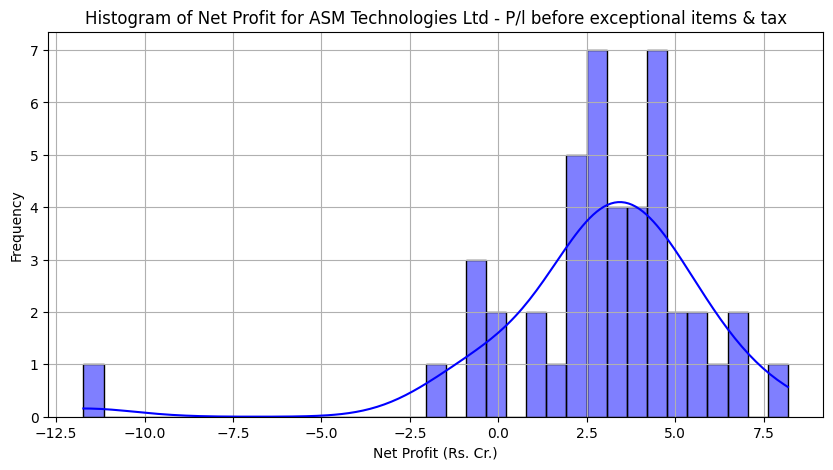 Histogram of Net Profit for ASM Technologies Ltd - P/l before exceptional items & tax
7
6
5
4
3
2
1
0
Frequency
−12.5 −10.0 −7.5 −5.0 −2.5 0.0 2.5 5.0 7.5
Net Profit (Rs. Cr.)